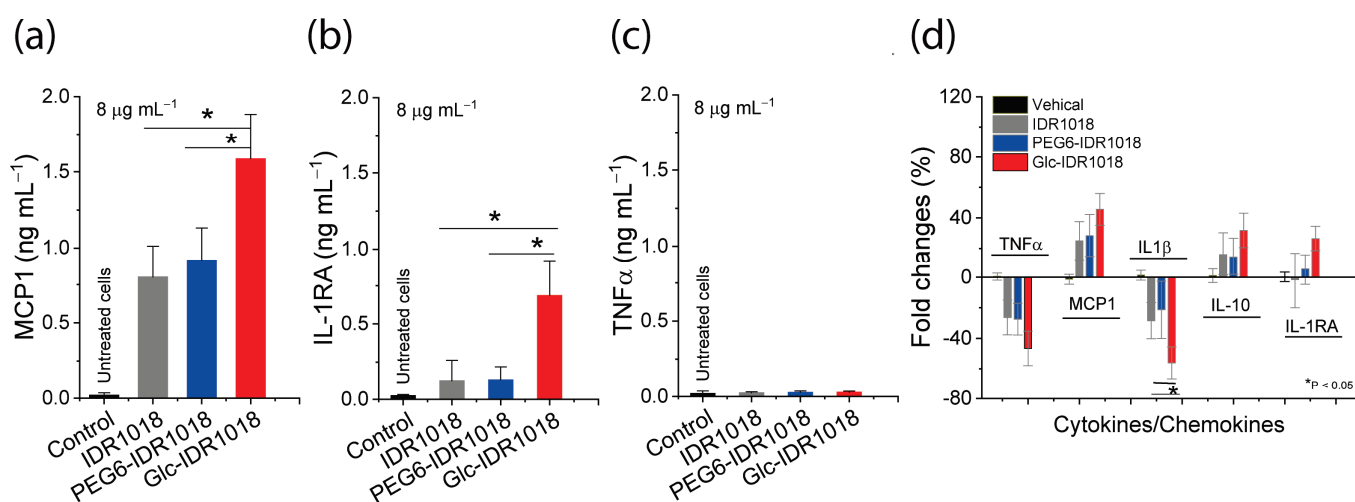 (a)
MCP1 (ng mL⁻¹)
2.0
1.5
1.0
0.5
0.0
8 µg mL⁻¹
*
*
Untreated cells
Control
IDR1018
PEG6-IDR1018
Glc-IDR1018
(b)
IL-1RA (ng mL⁻¹)
2.0
1.5
1.0
0.5
0.0
8 µg mL⁻¹
*
*
Untreated cells
Control
IDR1018
PEG6-IDR1018
Glc-IDR1018
(c)
TNFα (ng mL⁻¹)
2.0
1.5
1.0
0.5
0.0
8 µg mL⁻¹
Untreated cells
Control
IDR1018
PEG6-IDR1018
Glc-IDR1018
(d)
Fold changes (%)
120
80
40
0
-40
-80
Vehical
IDR1018
PEG6-IDR1018
Glc-IDR1018
TNFα
MCP1
IL1β
IL-10
IL-1RA
*
*P < 0.05
Cytokines/Chemokines